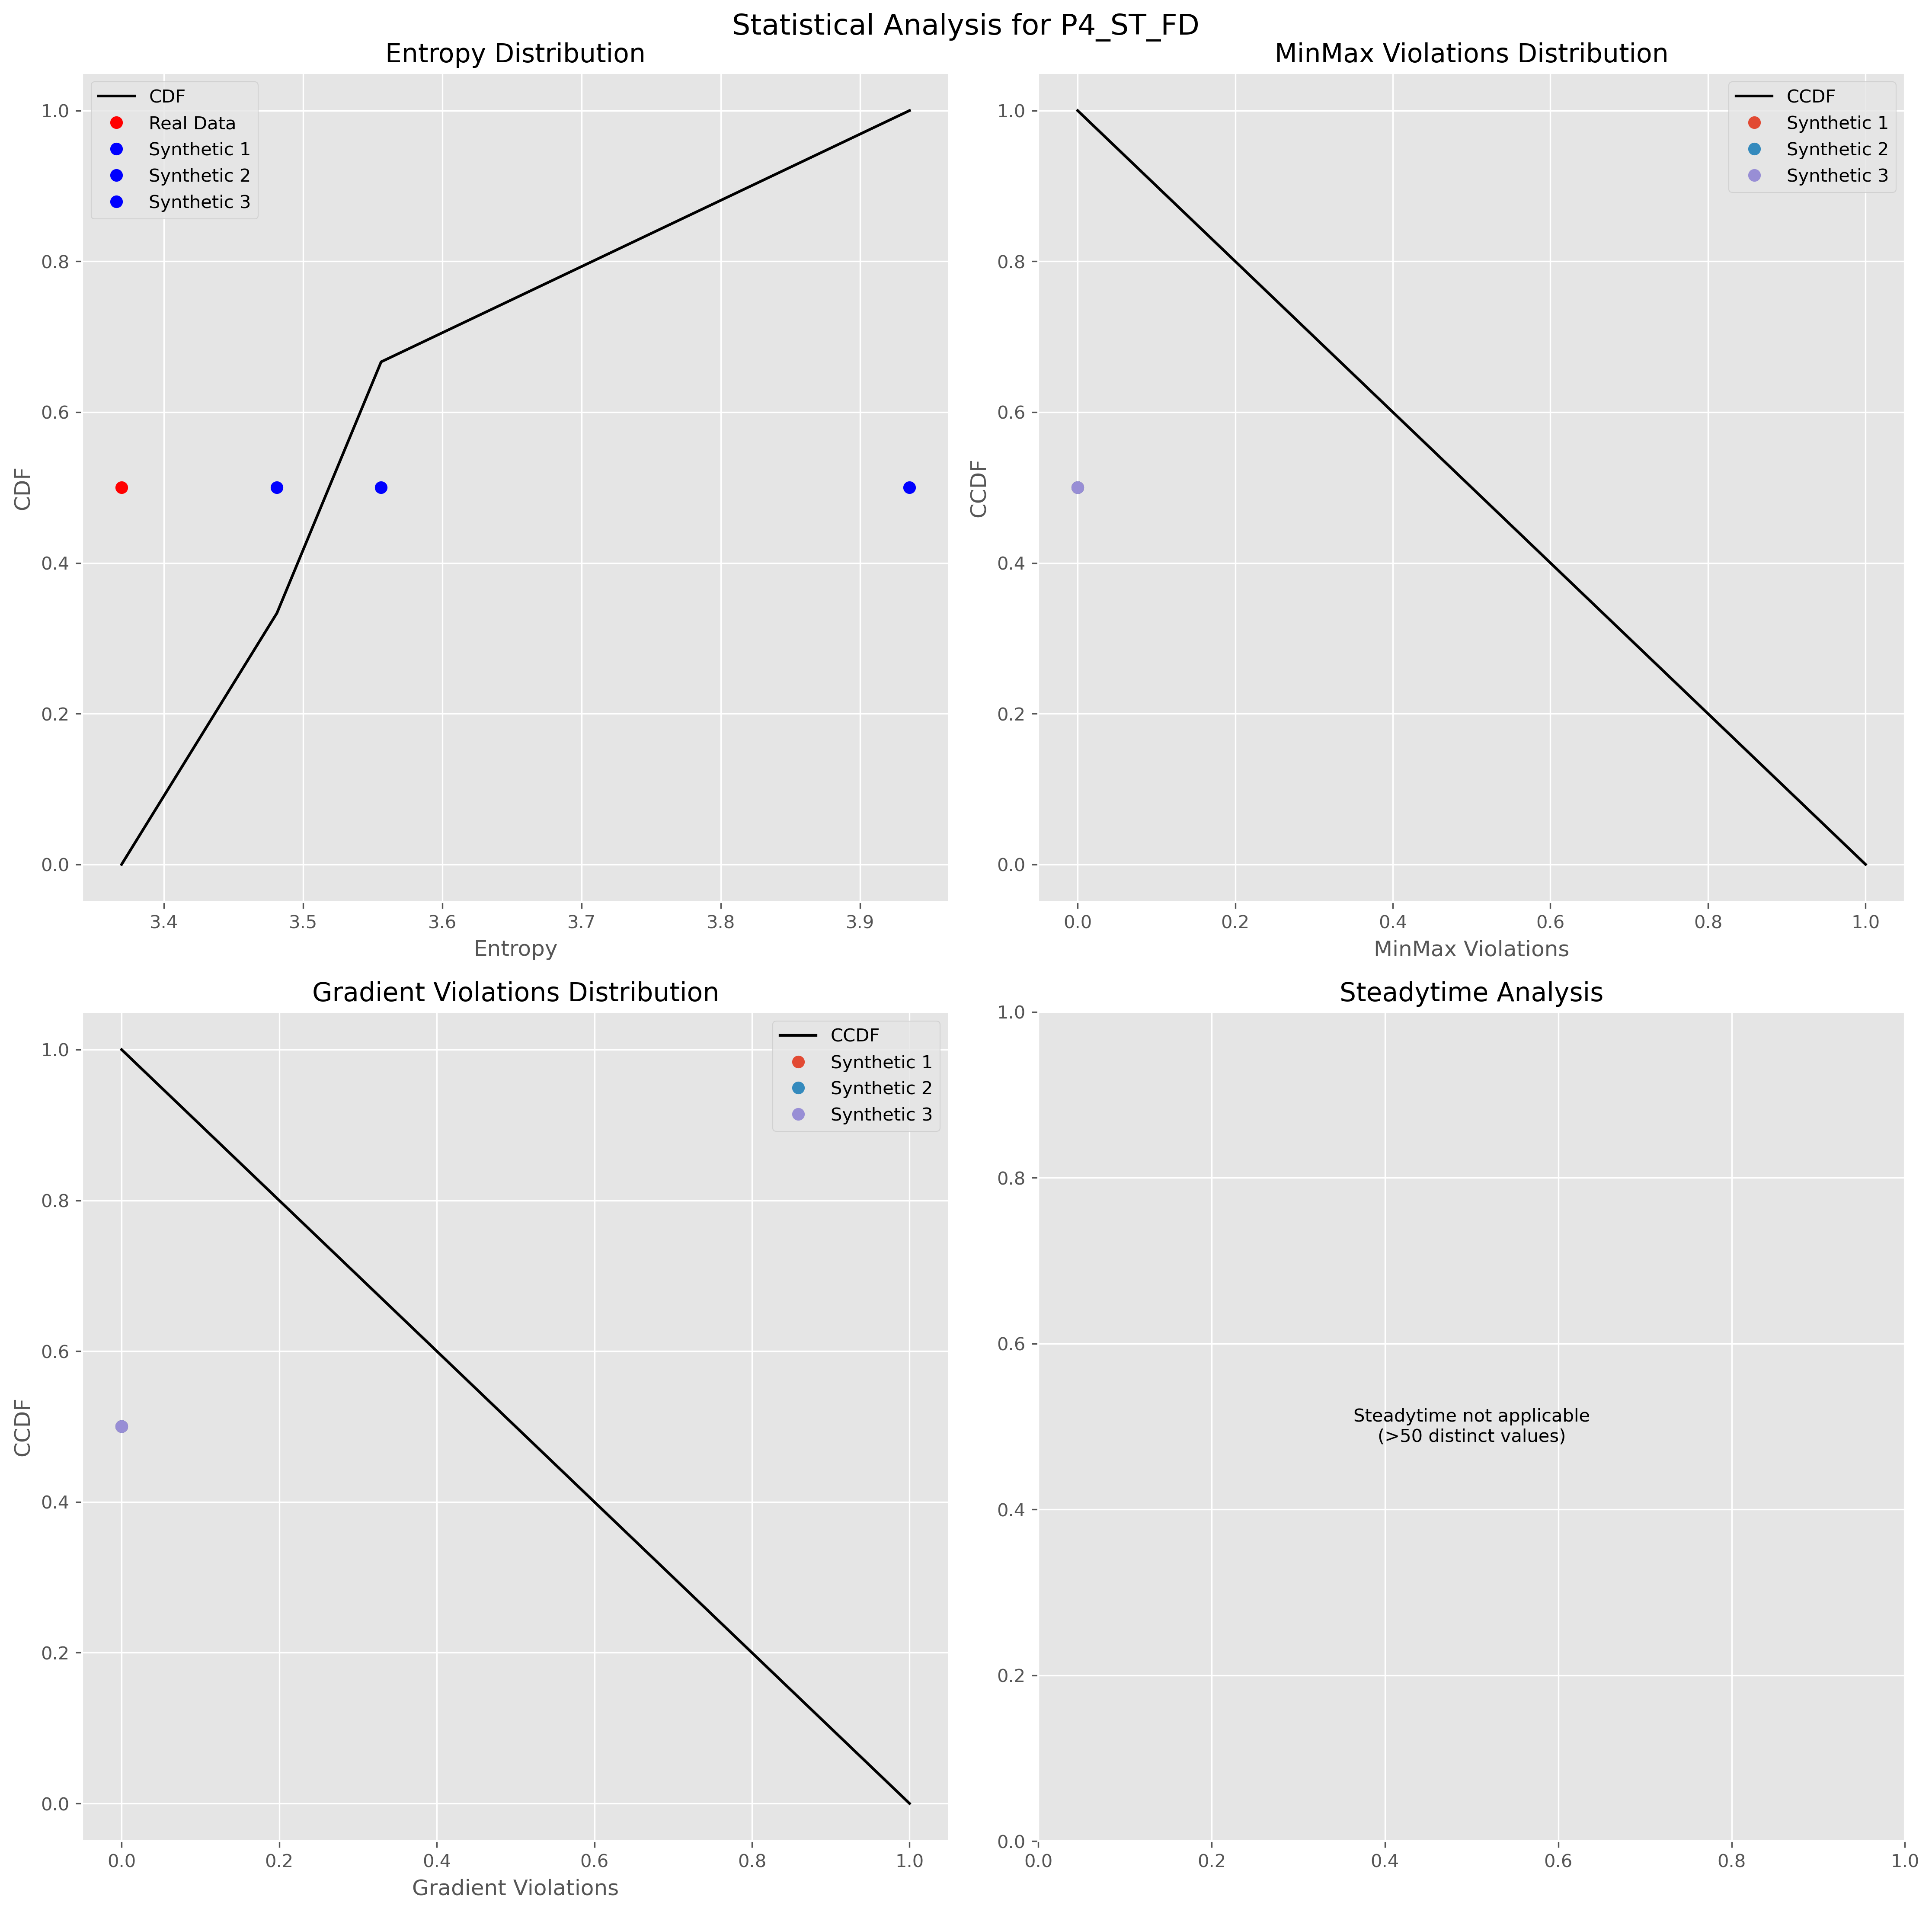 Statistical Analysis for P4_ST_FD
Entropy Distribution
CDF
Real Data
Synthetic 1
Synthetic 2
Synthetic 3
1.0
0.8
0.6
0.4
0.2
0.0
CDF
3.4 3.5 3.6 3.7 3.8 3.9
Entropy
MinMax Violations Distribution
CCDF
Synthetic 1
Synthetic 2
Synthetic 3
1.0
0.8
0.6
0.4
0.2
0.0
CCDF
0.0 0.2 0.4 0.6 0.8 1.0
MinMax Violations
Gradient Violations Distribution
CCDF
Synthetic 1
Synthetic 2
Synthetic 3
1.0
0.8
0.6
0.4
0.2
0.0
CCDF
0.0 0.2 0.4 0.6 0.8 1.0
Gradient Violations
Steadytime Analysis
1.0
0.8
0.6
0.4
0.2
0.0
Steadytime not applicable
(>50 distinct values)
0.0 0.2 0.4 0.6 0.8 1.0